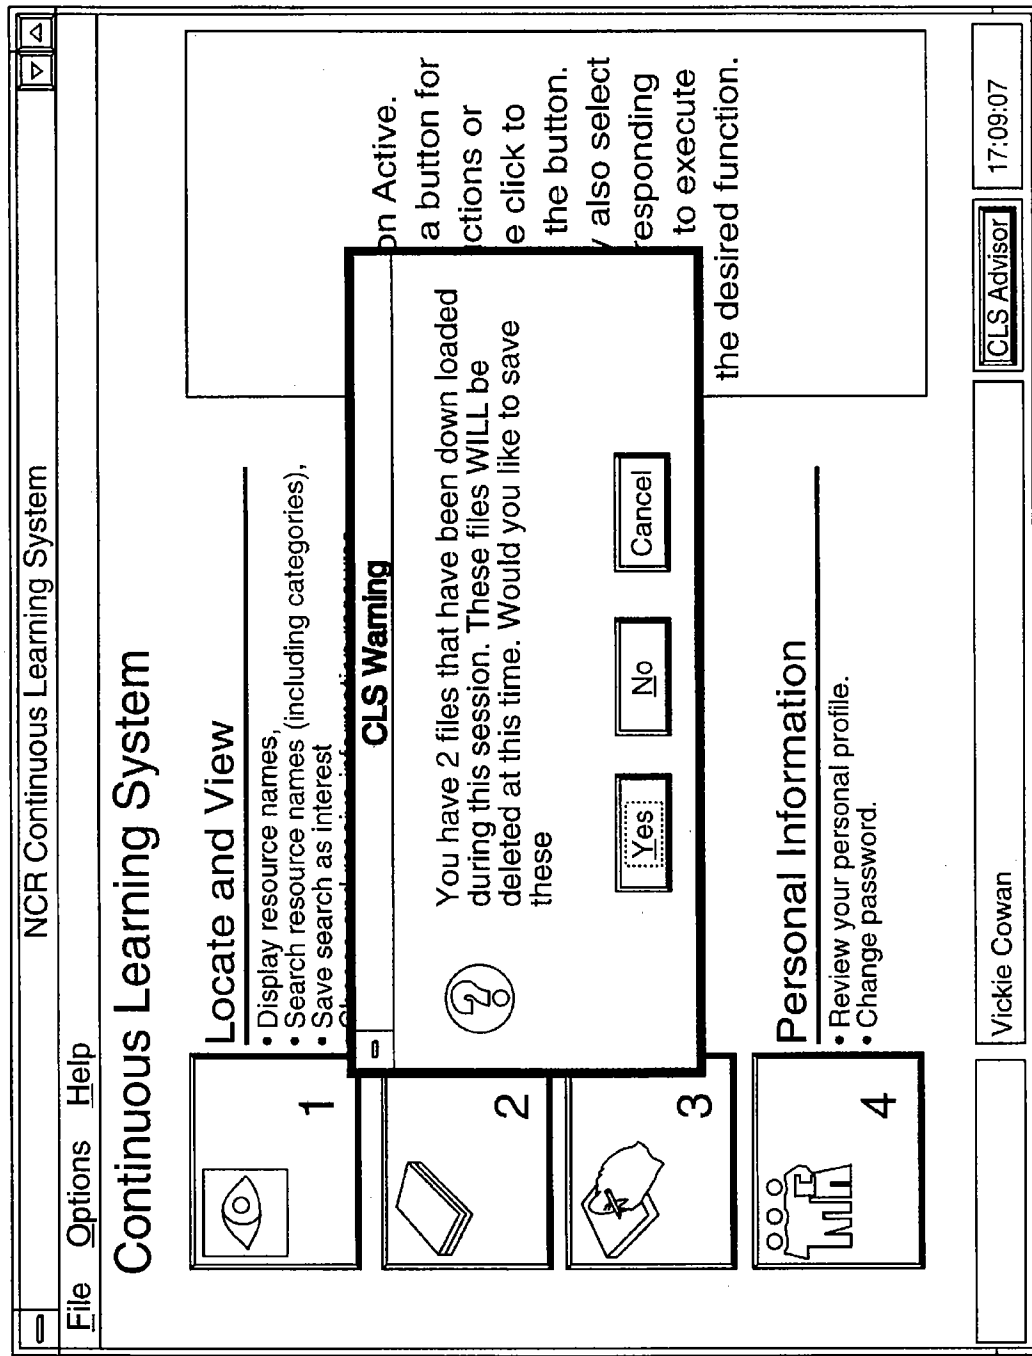 NCR Continuous Learning System
File Options Help
Continuous Learning System
1
Locate and View
• Display resource names,
• Search resource names (including categories),
• Save search as interest
2
3
4
Personal Information
• Review your personal profile.
• Change password.
CLS Warning
You have 2 files that have been down loaded
during this session. These files WILL be
deleted at this time. Would you like to save
these
Yes No Cancel
on Active.
a button for
ctions or
e click to
the button.
also select
responding
to execute
the desired function.
Vickie Cowan
CLS Advisor
17:09:07